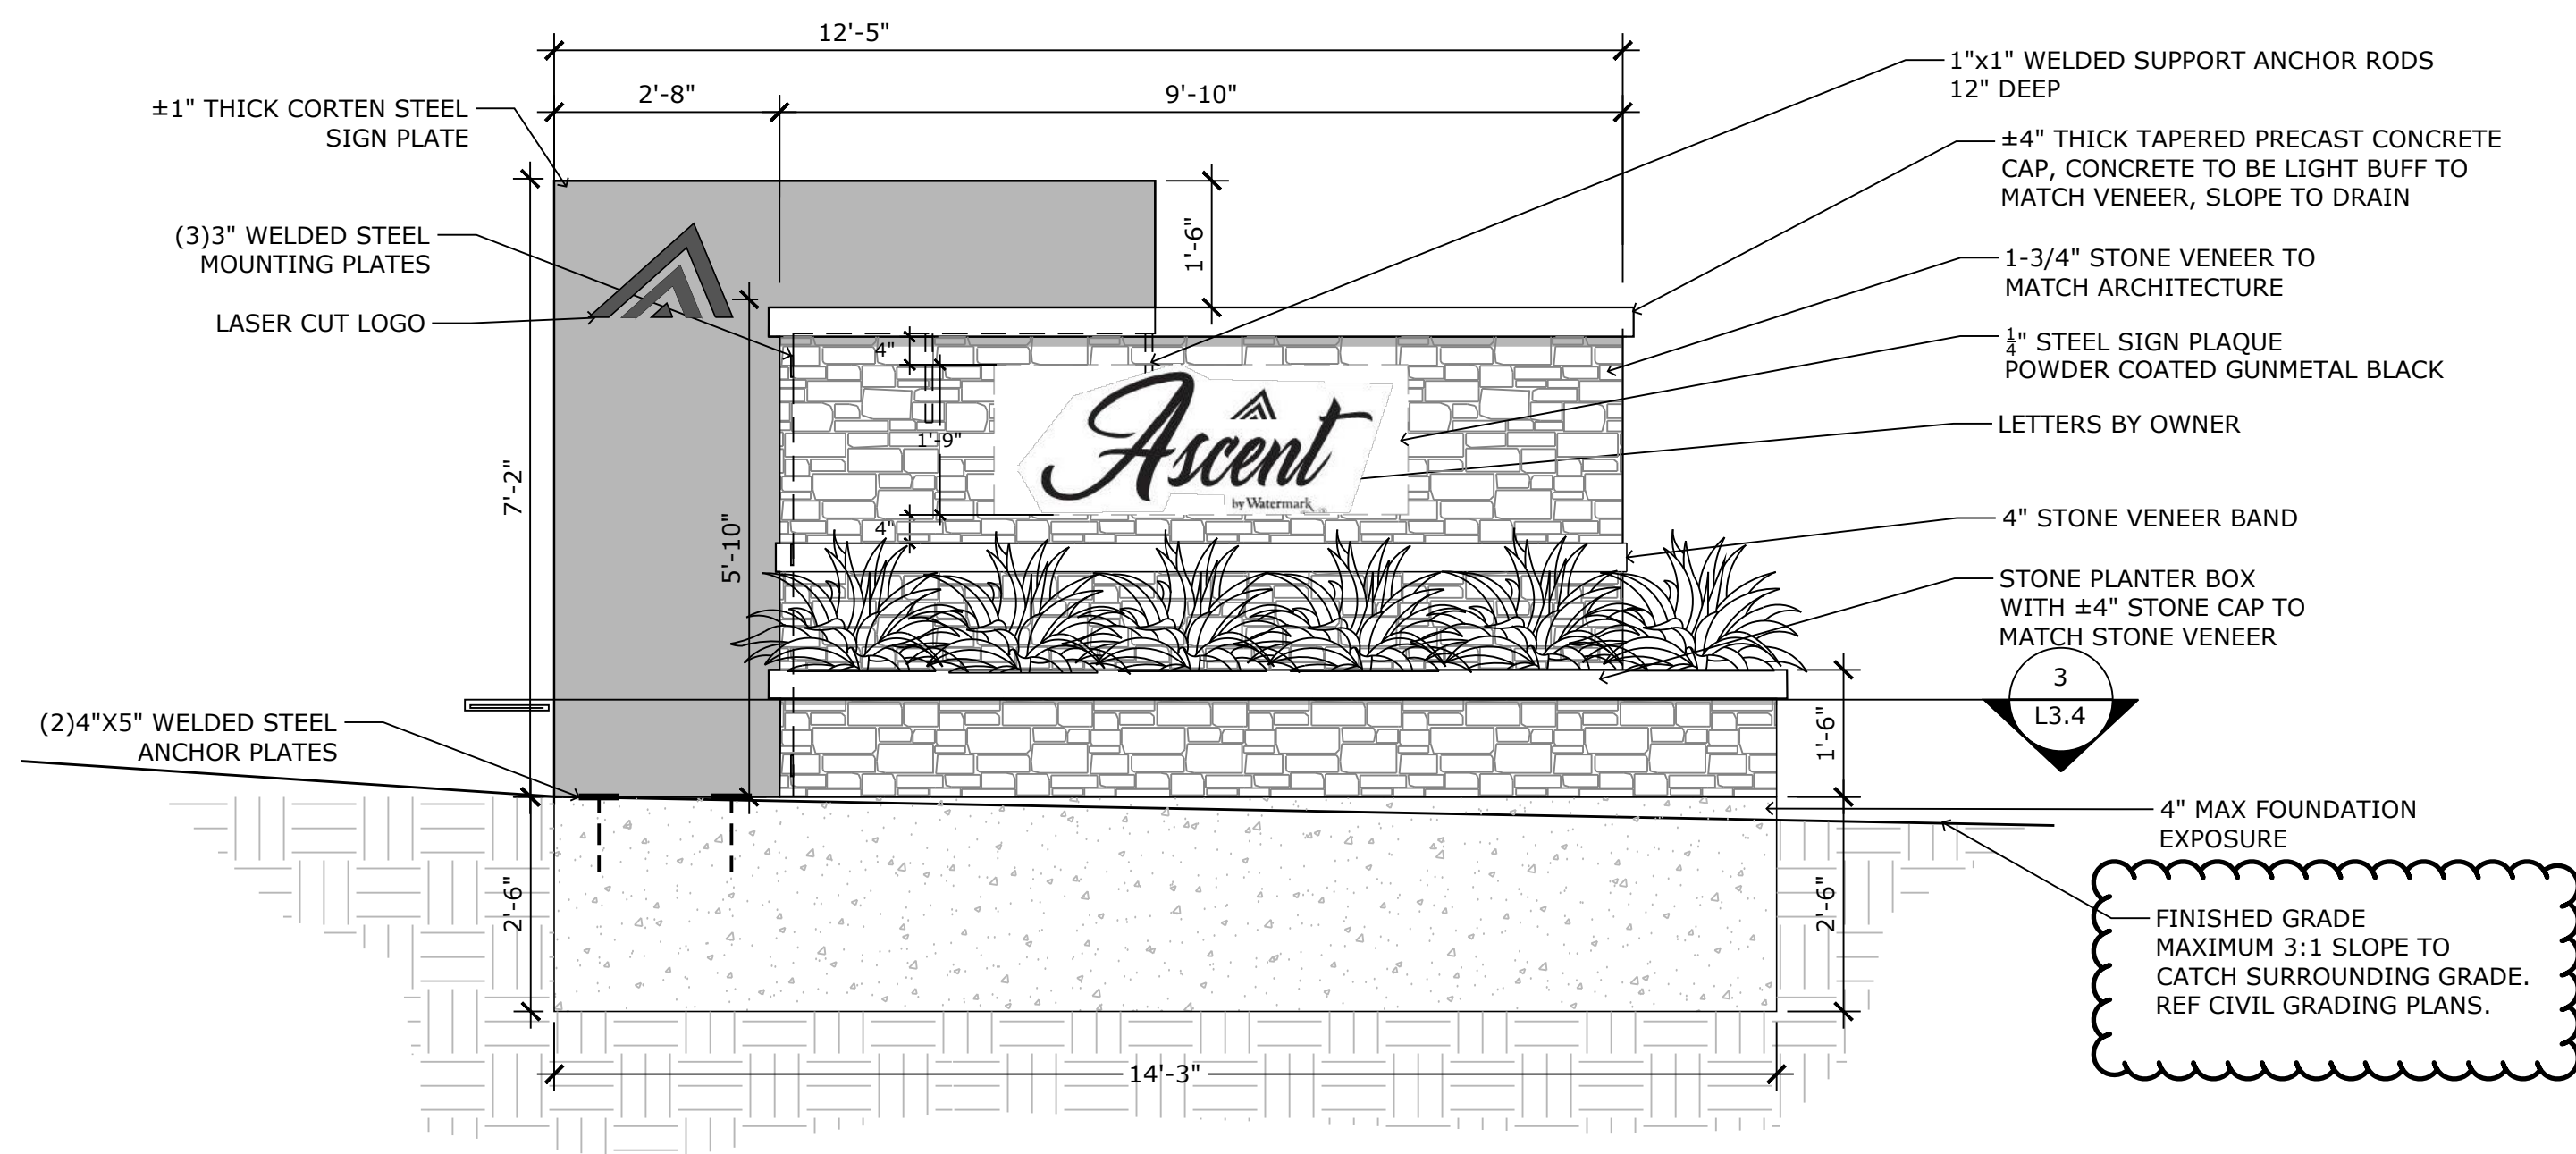 12'-5"
2'-8"
9'-10"
±1" THICK CORTEN STEEL
SIGN PLATE
(3)3" WELDED STEEL
MOUNTING PLATES
LASER CUT LOGO
(2)4"X5" WELDED STEEL
ANCHOR PLATES
7'-2"
5'-10"
1'-6"
4"
1'-9"
4"
Ascent
by Watermark
1"x1" WELDED SUPPORT ANCHOR RODS
12" DEEP
±4" THICK TAPERED PRECAST CONCRETE
CAP, CONCRETE TO BE LIGHT BUFF TO
MATCH VENEER, SLOPE TO DRAIN
1-3/4" STONE VENEER TO
MATCH ARCHITECTURE
1/4" STEEL SIGN PLAQUE
POWDER COATED GUNMETAL BLACK
LETTERS BY OWNER
4" STONE VENEER BAND
STONE PLANTER BOX
WITH ±4" STONE CAP TO
MATCH STONE VENEER
3
L3.4
1'-6"
4" MAX FOUNDATION
EXPOSURE
2'-6"
2'-6"
FINISHED GRADE
MAXIMUM 3:1 SLOPE TO
CATCH SURROUNDING GRADE.
REF CIVIL GRADING PLANS.
14'-3"